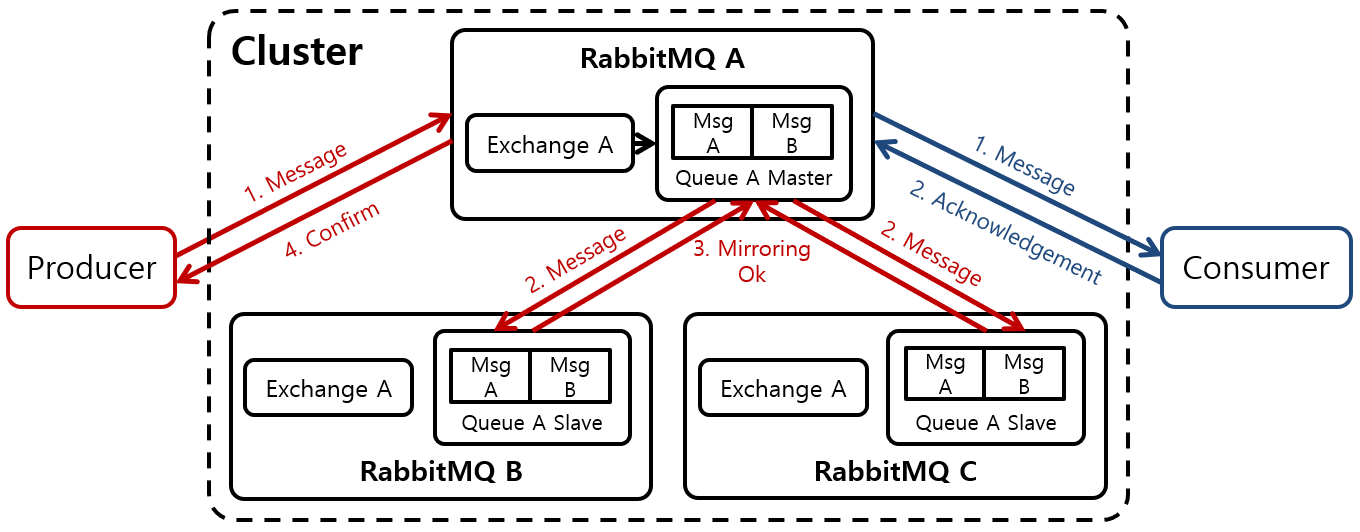 Cluster
RabbitMQ A
Exchange A
Msg
A
Msg
B
Queue A Master
1. Message
4. Confirm
Producer
2. Message
3. Mirroring
Ok
2. Message
1. Message
2. Acknowledgement
Consumer
Exchange A
Msg
A
Msg
B
Queue A Slave
RabbitMQ B
Exchange A
Msg
A
Msg
B
Queue A Slave
RabbitMQ C